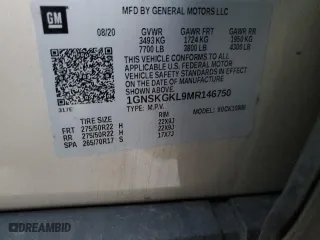 GM
MFD BY GENERAL MOTORS LLC
08/20 GVWR GAWR FRT GAWR RR
3493 KG 1724 KG 1950 KG
7700 LB 3800 LB 4300 LB
THIS VEHICLE CONFORMS TO ALL APPLICABLE
U.S. FEDERAL MOTOR VEHICLE SAFETY
STANDARDS IN EFFECT ON THE
DATE OF MANUFACTURE SHOWN ABOVE.
1GNSKGKL9MR146750
TYPE: M.P.V. MODEL:
TIRE SIZE RIM
FRT 275/50R22 H 22X9J
RR 275/50R22 H 22X9J
SPA 265/70R17 S 17X7J